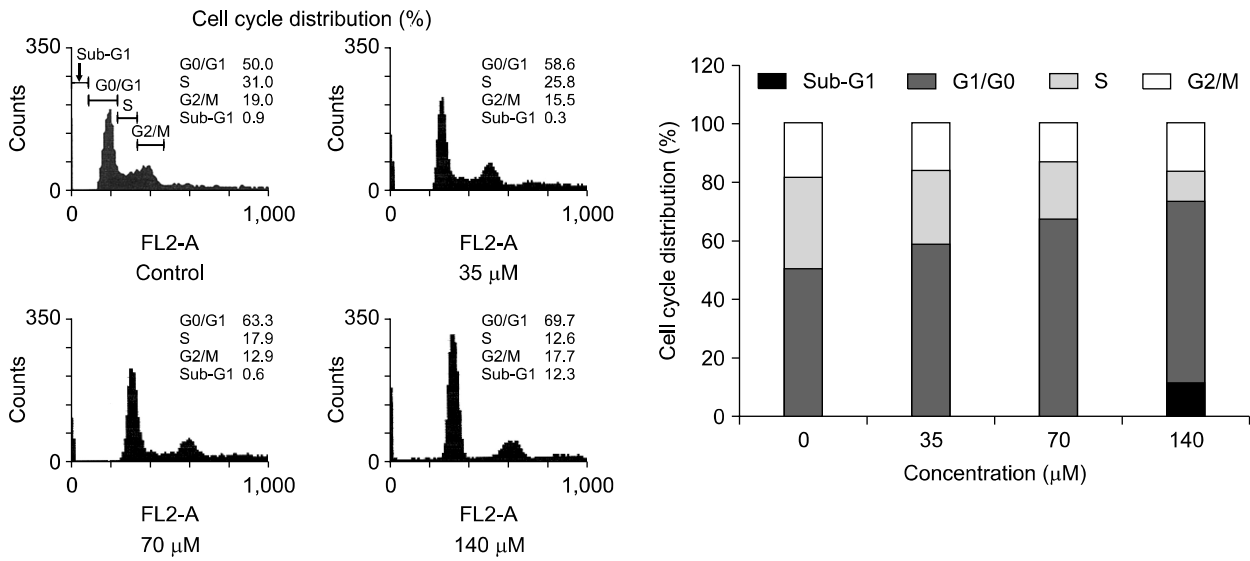 Cell cycle distribution (%)
350
Counts
0
Sub-G1
G0/G1
S
G2/M
G0/G1 50.0
S 31.0
G2/M 19.0
Sub-G1 0.9
0 1,000
FL2-A
Control
350
Counts
0
G0/G1 58.6
S 25.8
G2/M 15.5
Sub-G1 0.3
0 1,000
FL2-A
35 μM
350
Counts
0
G0/G1 63.3
S 17.9
G2/M 12.9
Sub-G1 0.6
0 1,000
FL2-A
70 μM
350
Counts
0
G0/G1 69.7
S 12.6
G2/M 17.7
Sub-G1 12.3
0 1,000
FL2-A
140 μM
Cell cycle distribution (%)
120
100
80
60
40
20
0
Sub-G1 G1/G0 S G2/M
0 35 70 140
Concentration (μM)